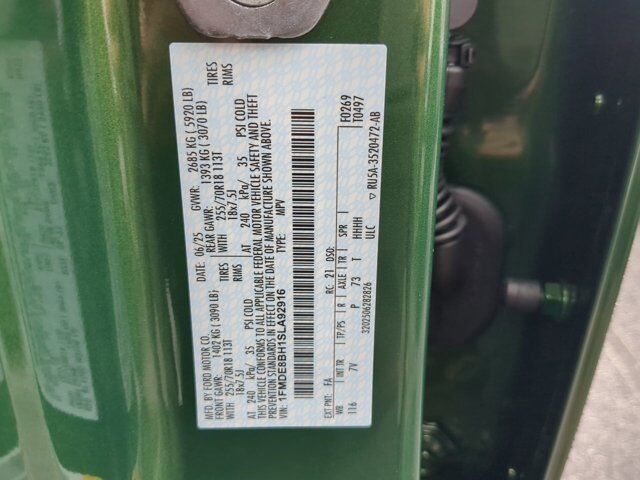 MFD. BY FORD MOTOR CO. DATE: 06/25 GVWR: 2685 KG ( 5920 LB)
FRONT GAWR: 1402 KG ( 3090 LB) REAR GAWR: 1393 KG ( 3070 LB)
255/70R18 113T TIRES WITH 255/70R18 113T TIRES
18x7.5J RIMS 18x7.5J RIMS
AT 240 kPa/ 35 PSI COLD AT 240 kPa/ 35 PSI COLD
THIS VEHICLE CONFORMS TO ALL APPLICABLE FEDERAL MOTOR VEHICLE SAFETY AND THEFT
PREVENTION STANDARDS IN EFFECT ON THE DATE OF MANUFACTURE SHOWN ABOVE.
VIN: 1FMDE8BH1SLA92916 TYPE: MPV
F0269
T0497
EXT PNT: FA RC: 21 DSO:
WB INT TR TP/PS R AXLE TR SPR
116 7V P 73 T HHHH
ULC
3202506282826 ▽ RU5A-3520472-AB